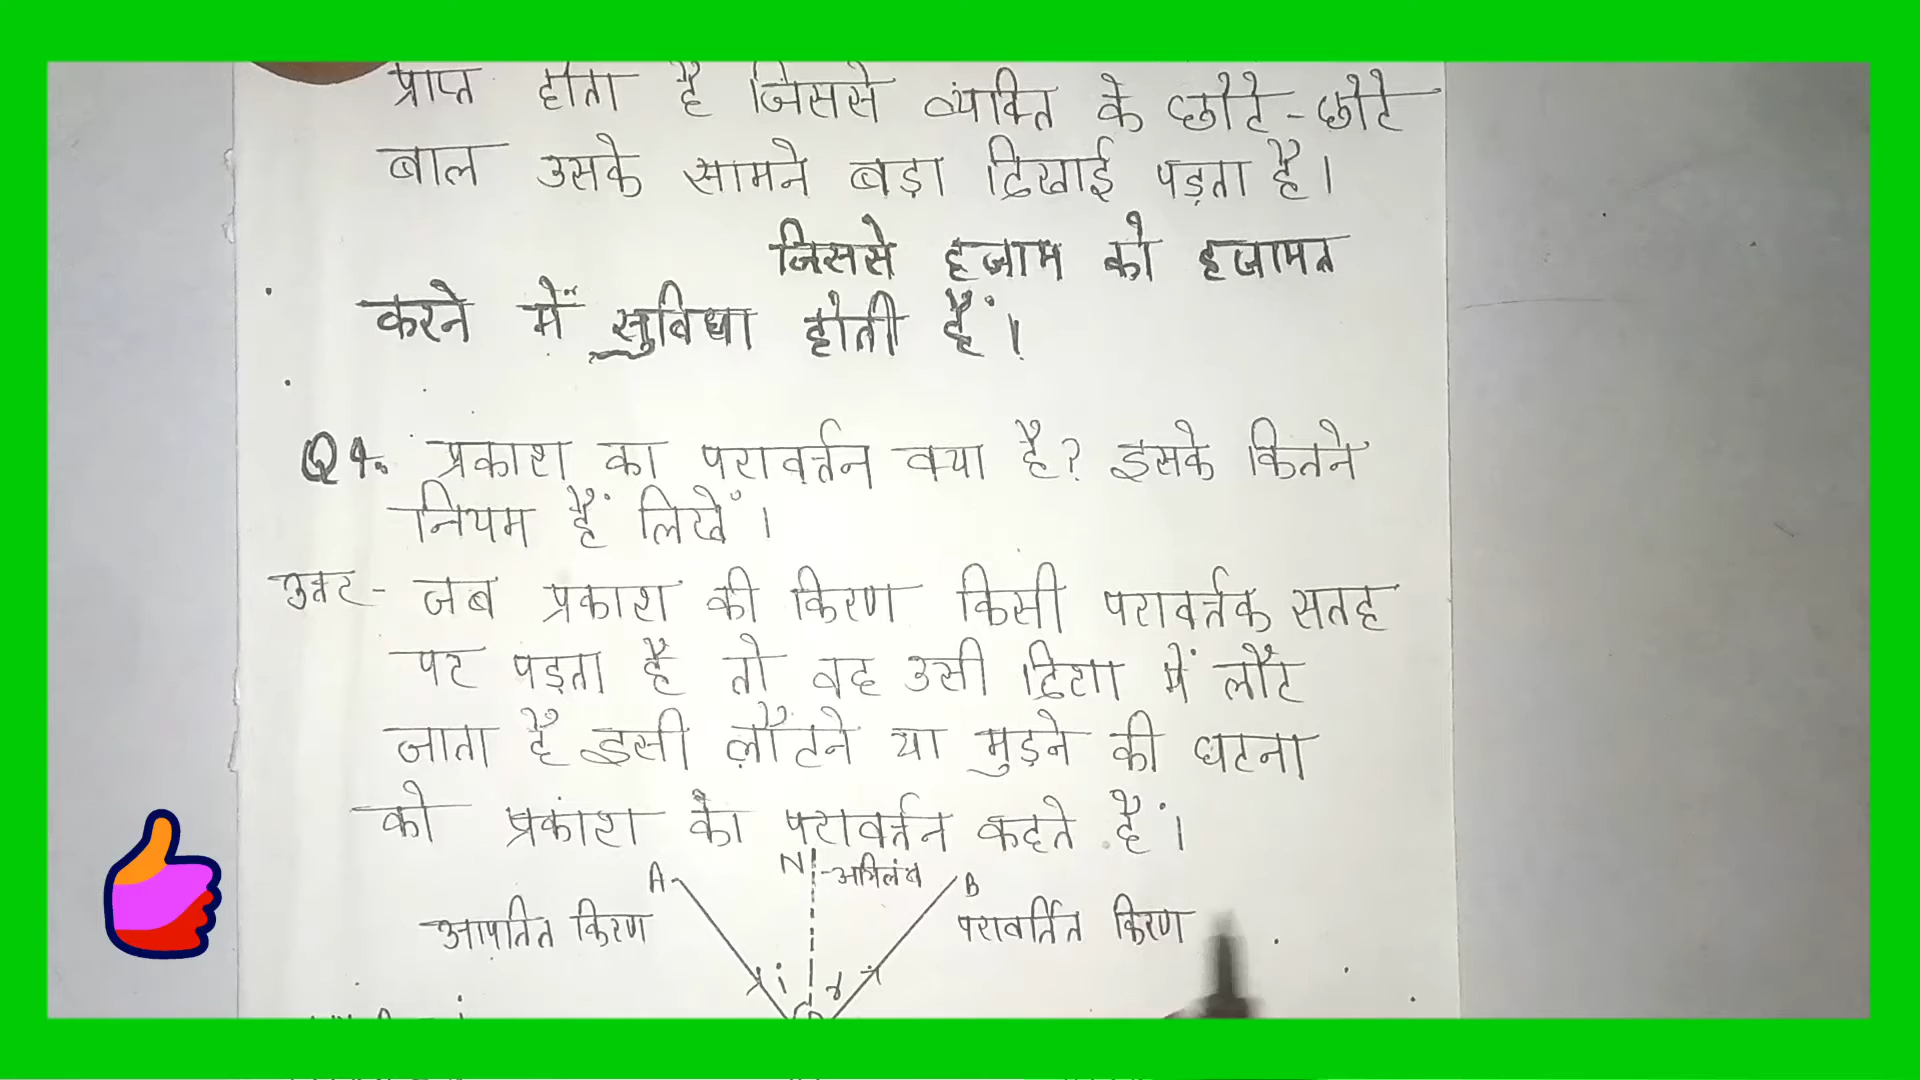 प्राप्त होता है जिससे व्यक्ति के छोटे-छोटे
बाल उसके सामने बड़ा दिखाई पड़ता है।
जिससे हजाम को हजामत
करने में सुविधा होती हैं।
Q4. प्रकाश का परावर्तन क्या है? इसके कितने
नियम हैं लिखें।
उत्तर- जब प्रकाश की किरण किसी परावर्तक सतह
पर पड़ता है तो वह उसी दिशा में लौट
जाता है इसी लौटने या मुड़ने की घटना
को प्रकाश का परावर्तन कहते हैं।
A N -अभिलंब B
आपतित किरण परावर्तित किरण
i r